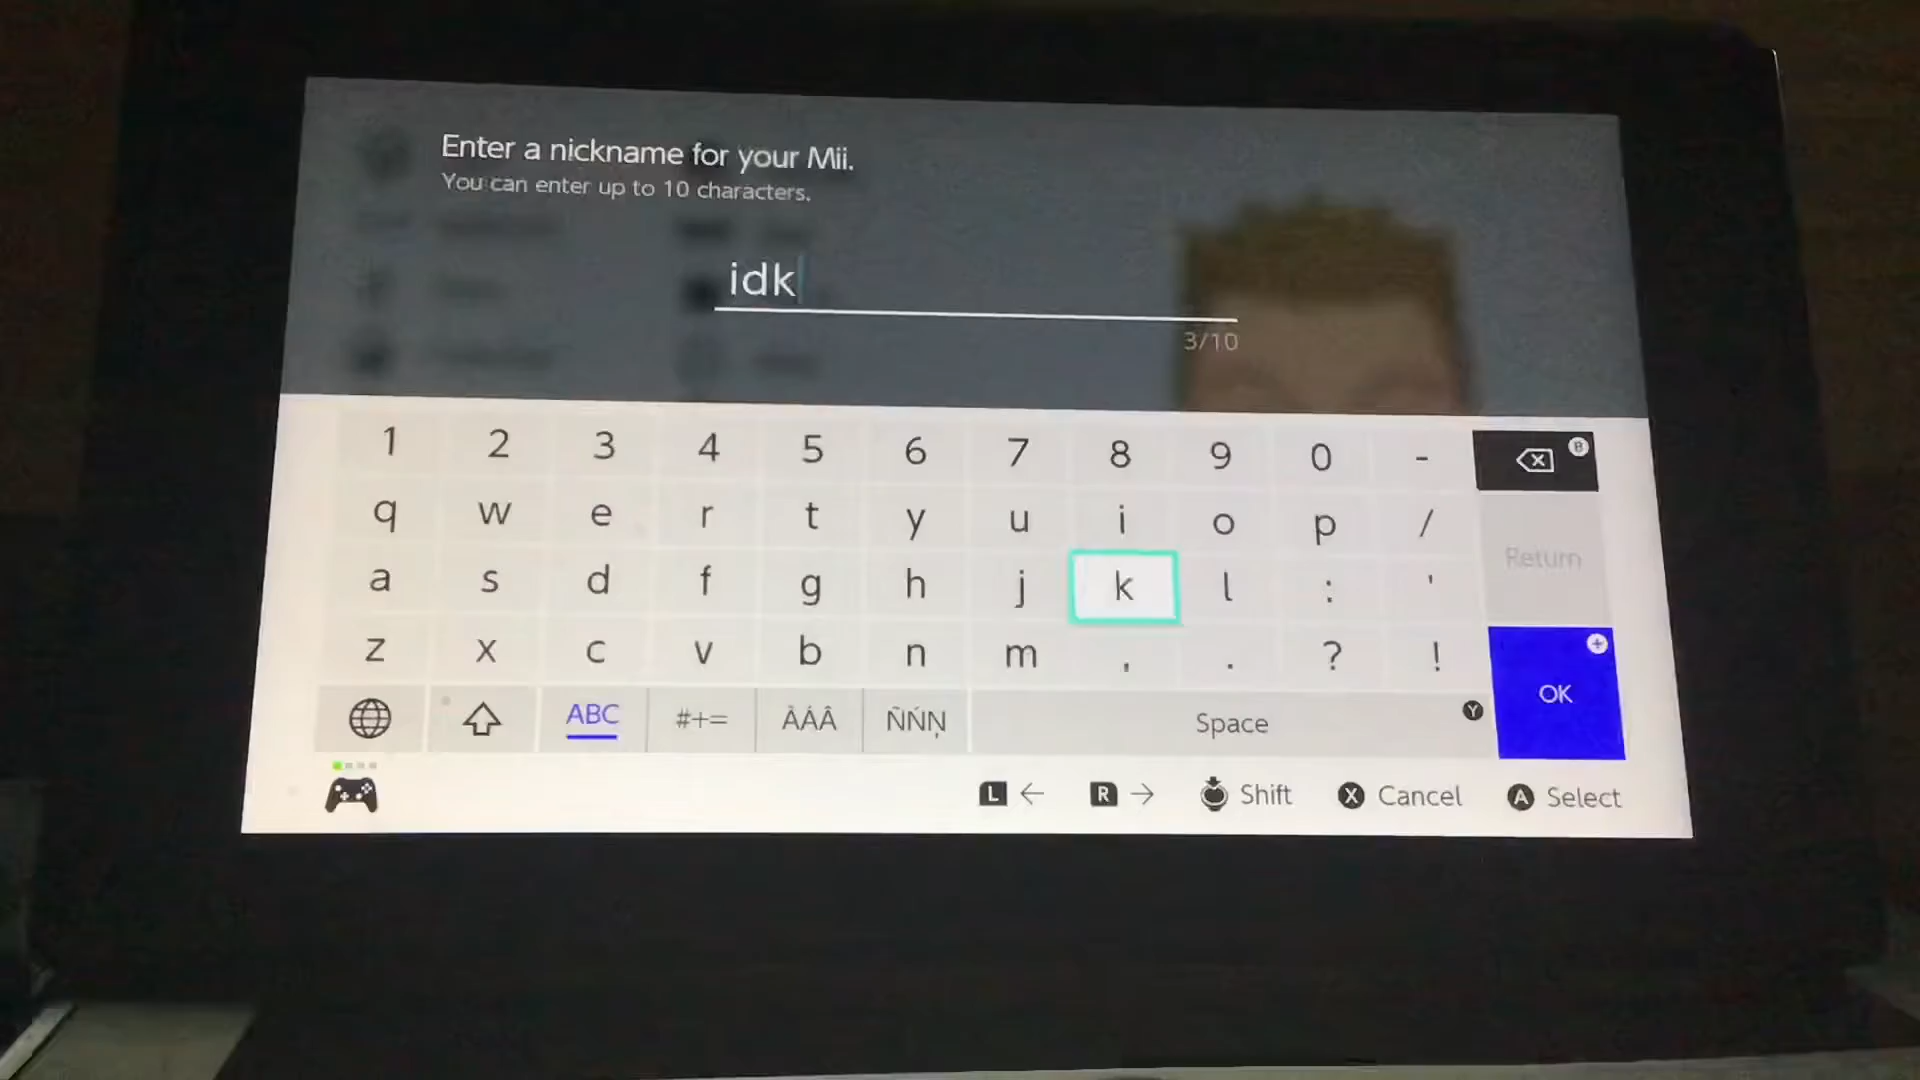 Enter a nickname for your Mii.
You can enter up to 10 characters.
idk
3/10
1 2 3 4 5 6 7 8 9 0 -
B
q w e r t y u i o p /
Return
a s d f g h j k l : '
z x c v b n m , . ? !
+
OK
ABC #+= ÀÁÂ ÑŃŅ Space Y
L ← R → Shift X Cancel A Select